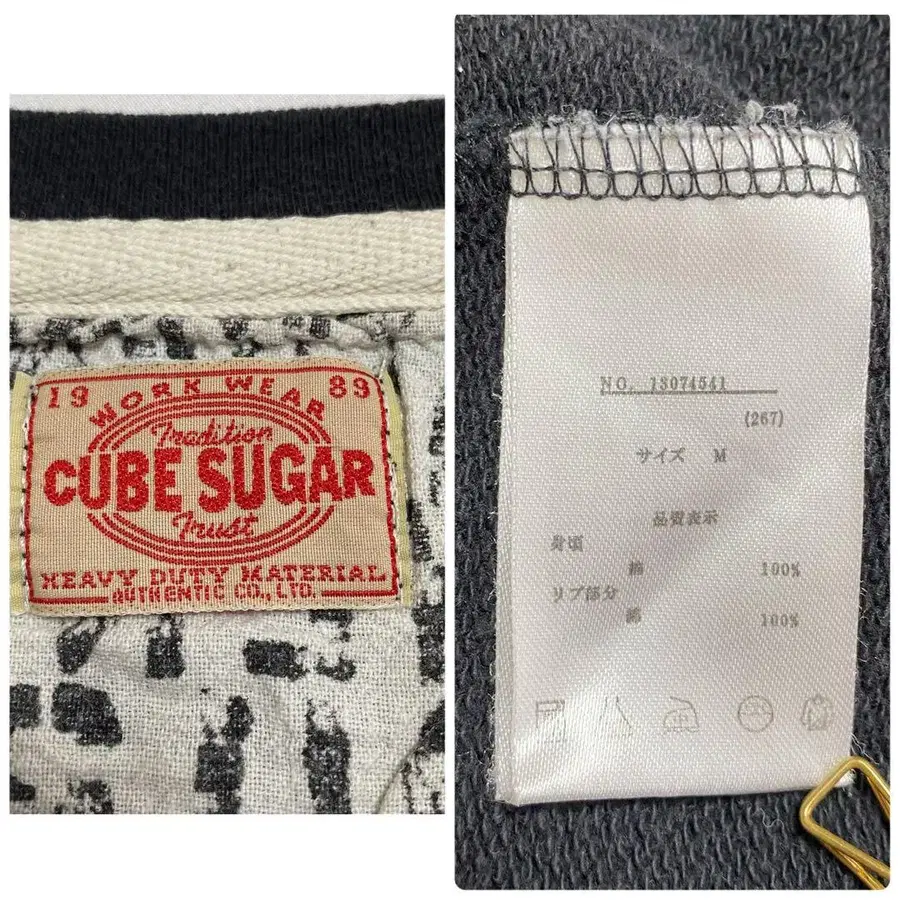 19 89
WORK WEAR
Tradition
CUBE SUGAR
Trust
HEAVY DUTY MATERIAL
AUTHENTIC CO., LTD.
NO. 13074541
(267)
サイズ M
品質表示
身頃
綿 100%
リブ部分
綿 100%